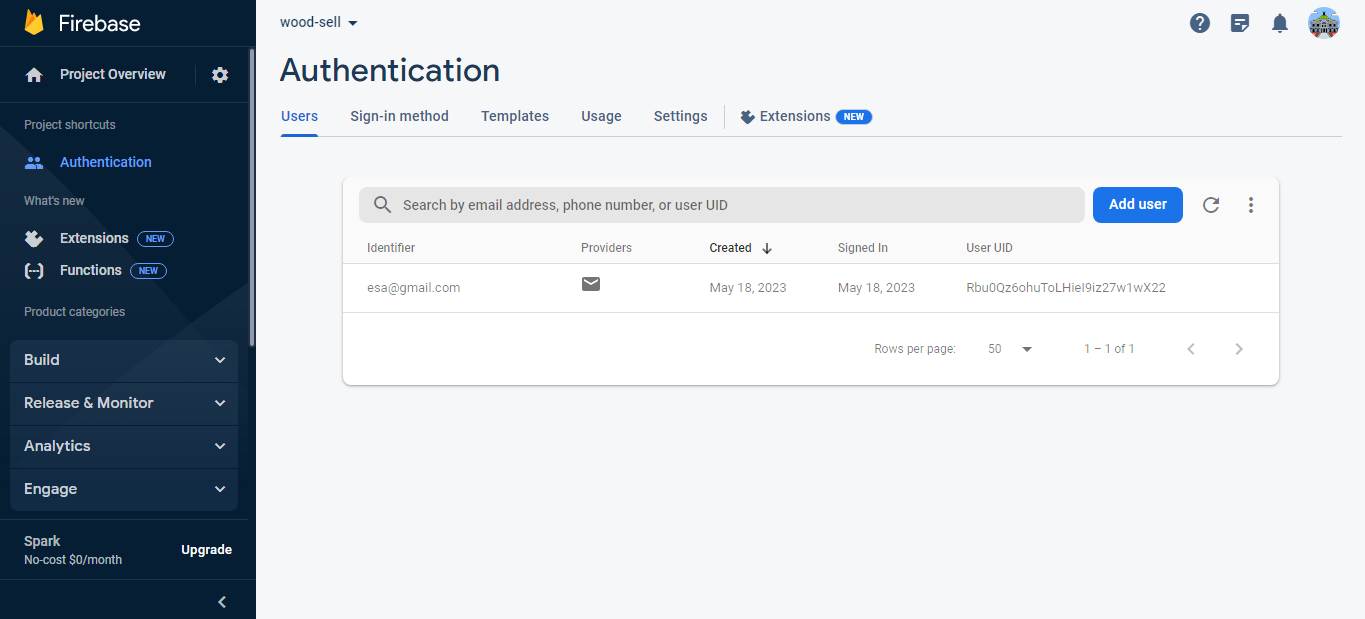 Firebase
Project Overview
Project shortcuts
Authentication
What's new
Extensions NEW
Functions NEW
Product categories
Build
Release & Monitor
Analytics
Engage
Spark
No-cost $0/month
Upgrade
wood-sell
Authentication
Users Sign-in method Templates Usage Settings Extensions NEW
Search by email address, phone number, or user UID Add user
Identifier Providers Created Signed In User UID
esa@gmail.com May 18, 2023 May 18, 2023 Rbu0Qz6ohuToLHieI9iz27w1wX22
Rows per page: 50 1 – 1 of 1